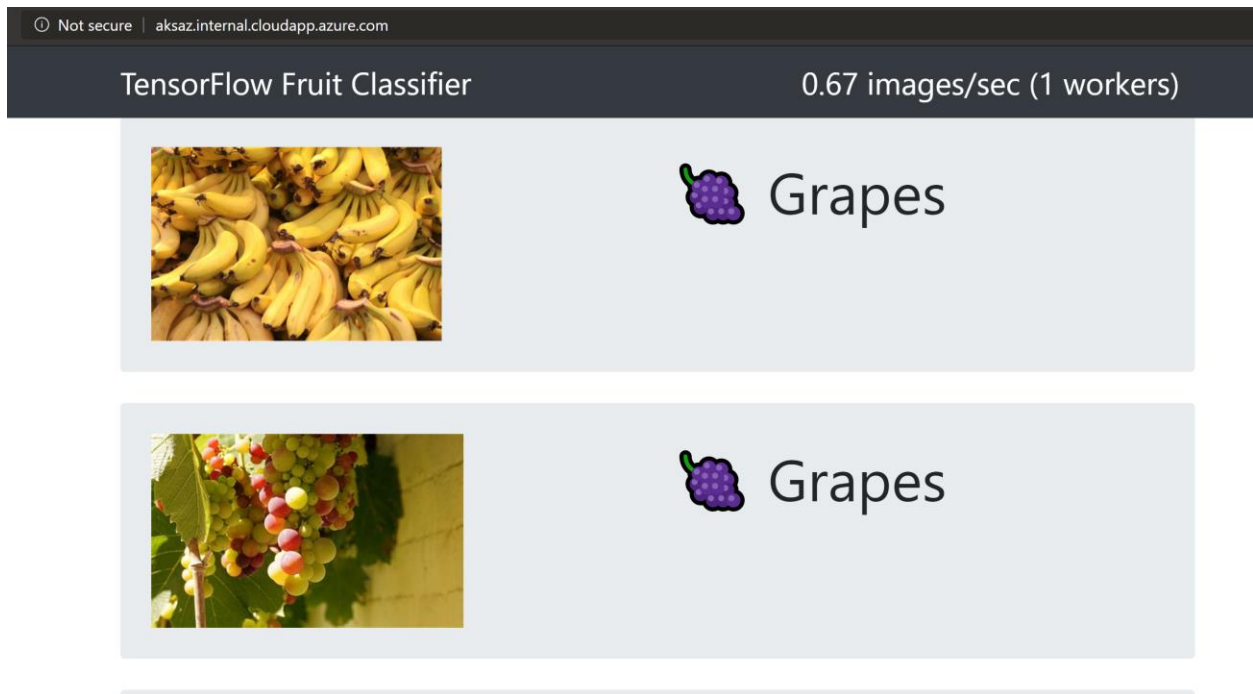 Not secure | aksaz.internal.cloudapp.azure.com
TensorFlow Fruit Classifier 0.67 images/sec (1 workers)
Grapes
Grapes